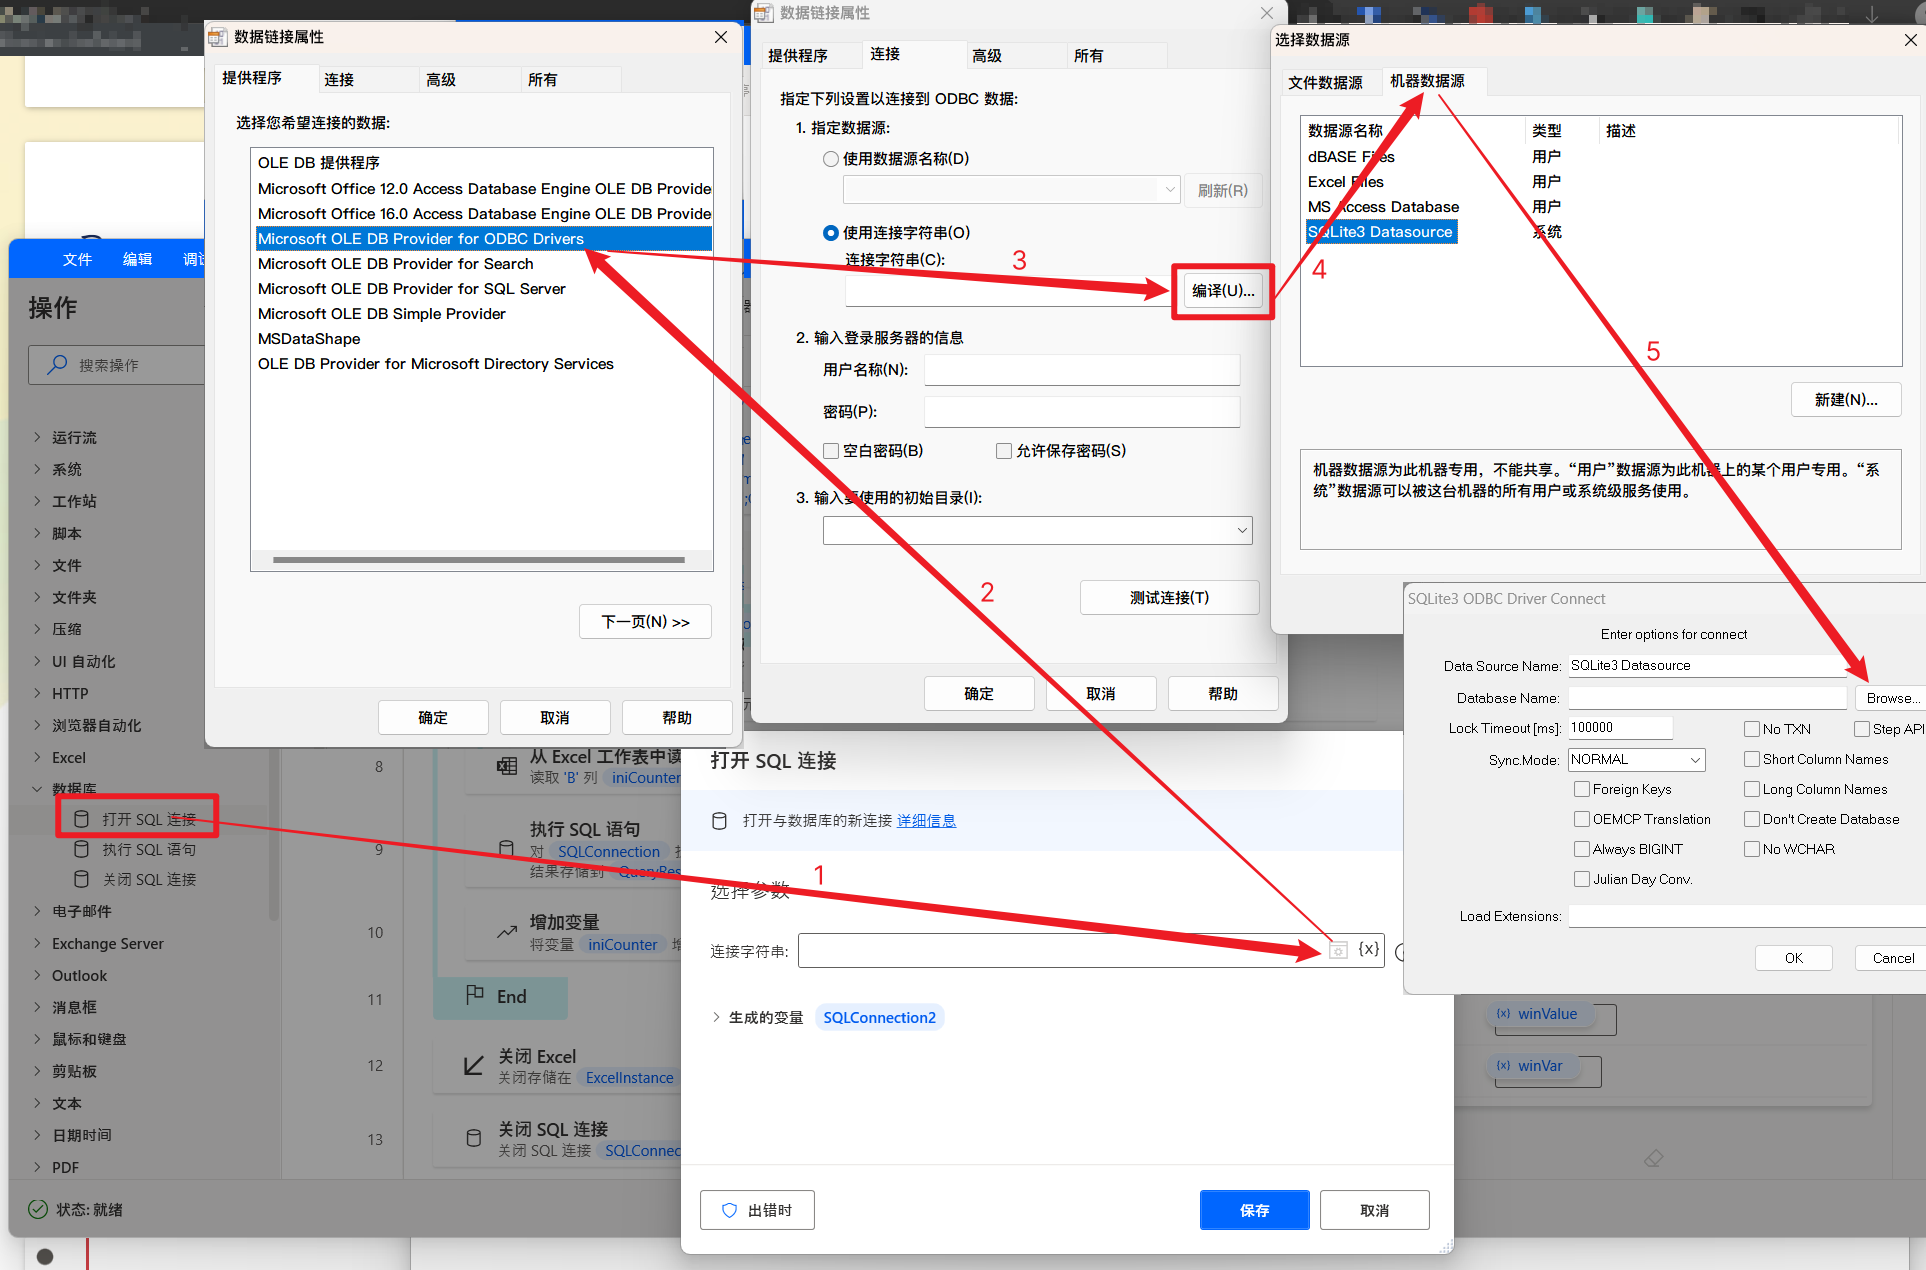 数据链接属性
提供程序
连接
高级
所有
选择您希望连接的数据:
OLE DB 提供程序
Microsoft Office 12.0 Access Database Engine OLE DB Provide
Microsoft Office 16.0 Access Database Engine OLE DB Provide
Microsoft OLE DB Provider for ODBC Drivers
Microsoft OLE DB Provider for Search
Microsoft OLE DB Provider for SQL Server
Microsoft OLE DB Simple Provider
MSDataShape
OLE DB Provider for Microsoft Directory Services
下一页(N) >>
确定
取消
帮助
数据链接属性
提供程序
连接
高级
所有
指定下列设置以连接到 ODBC 数据:
1. 指定数据源:
使用数据源名称(D)
刷新(R)
使用连接字符串(O)
连接字符串(C):
编译(U)...
2. 输入登录服务器的信息
用户名称(N):
密码(P):
空白密码(B)
允许保存密码(S)
3. 输入要使用的初始目录(I):
测试连接(T)
确定
取消
帮助
选择数据源
文件数据源
机器数据源
数据源名称 类型 描述
dBASE Files 用户
Excel Files 用户
MS Access Database 用户
SQLite3 Datasource 系统
新建(N)...
机器数据源为此机器专用，不能共享。“用户”数据源为此机器上的某个用户专用。“系
统”数据源可以被这台机器的所有用户或系统级服务使用。
SQLite3 ODBC Driver Connect
Enter options for connect
Data Source Name: SQLite3 Datasource
Database Name:
Browse...
Lock Timeout [ms]: 100000
No TXN
Step API
Sync.Mode: NORMAL
Short Column Names
Foreign Keys
Long Column Names
OEMCP Translation
Don't Create Database
Always BIGINT
No WCHAR
Julian Day Conv.
Load Extensions:
OK
Cancel
1
2
3
4
5
文件
编辑
调试
操作
搜索操作
运行流
系统
工作站
脚本
文件
文件夹
压缩
UI 自动化
HTTP
浏览器自动化
Excel
数据库
打开 SQL 连接
执行 SQL 语句
关闭 SQL 连接
电子邮件
Exchange Server
Outlook
消息框
鼠标和键盘
剪贴板
文本
日期时间
PDF
状态: 就绪
8
从 Excel 工作表中读
读取 'B' 列 iniCounter
9
执行 SQL 语句
对 SQLConnection
结果存储到 QueryRes
10
增加变量
将变量 iniCounter 增
11
End
12
关闭 Excel
关闭存储在 ExcelInstance
13
关闭 SQL 连接
关闭 SQL 连接 SQLConnec
打开 SQL 连接
打开与数据库的新连接 详细信息
选择参数
连接字符串:
{x}
生成的变量 SQLConnection2
出错时
保存
取消
{x} winValue
{x} winVar